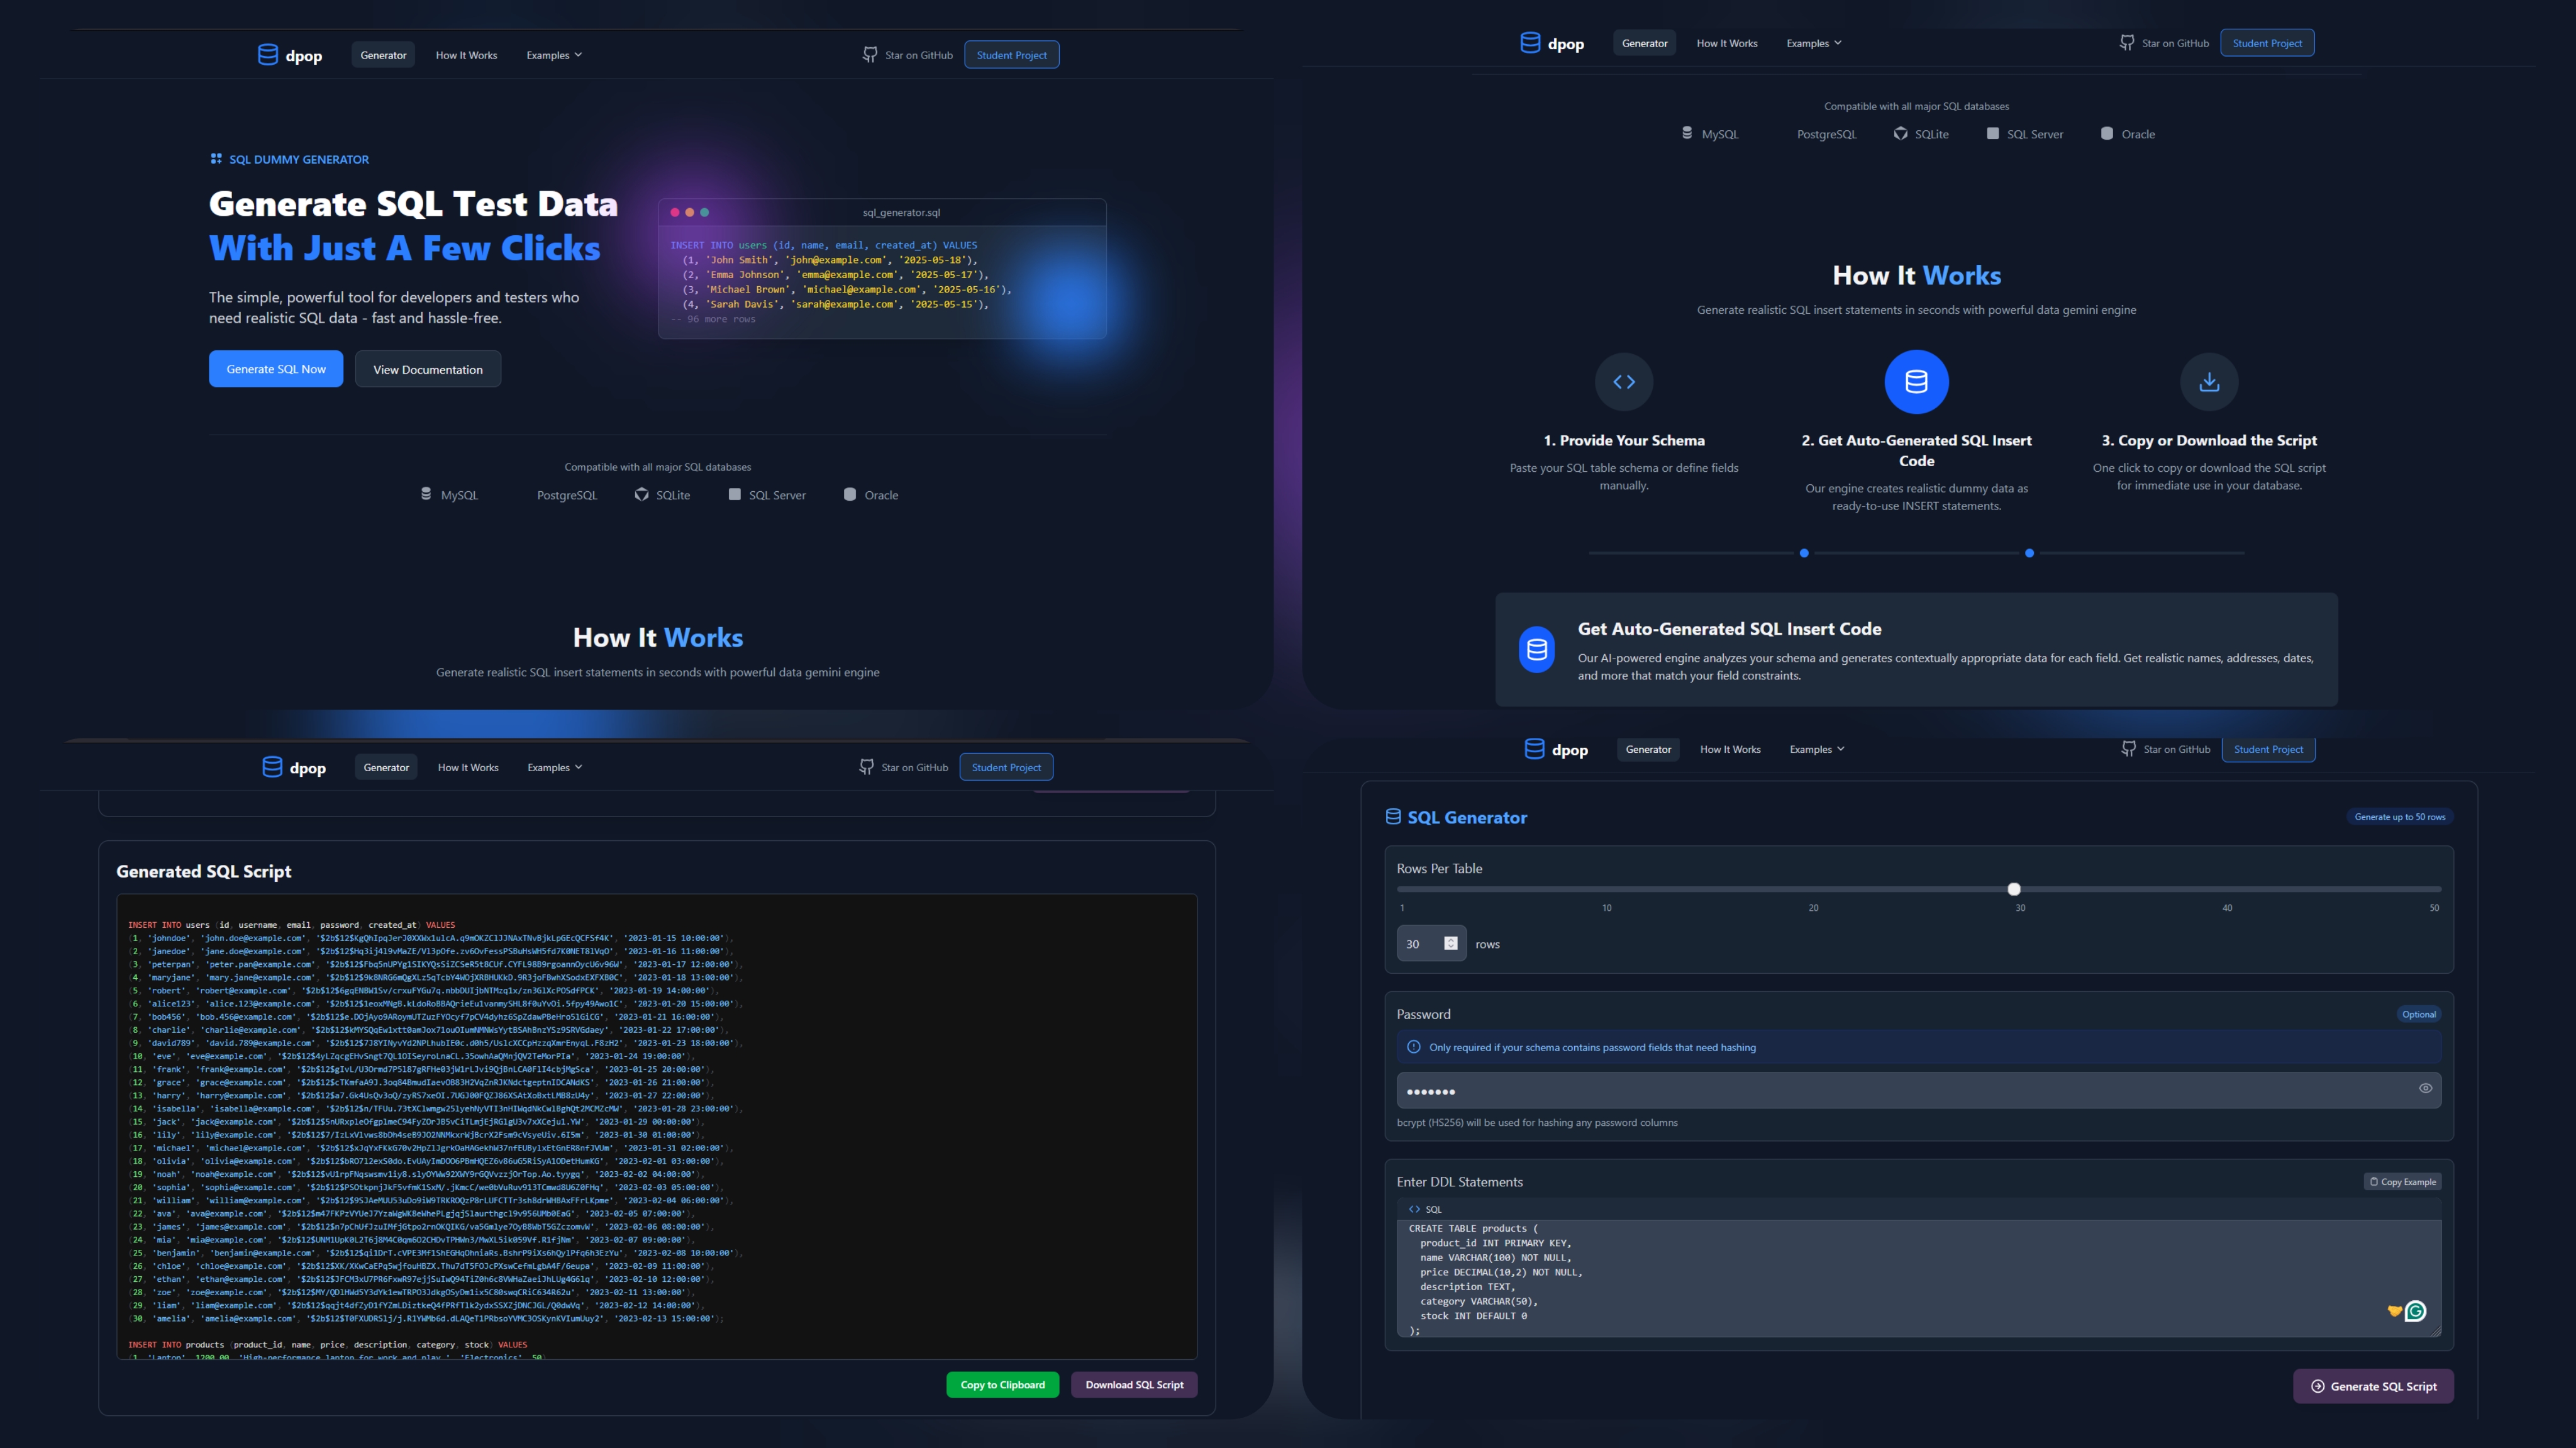 dpop
Generator
How It Works
Examples
Star on GitHub
Student Project
SQL DUMMY GENERATOR
Generate SQL Test Data
With Just A Few Clicks
The simple, powerful tool for developers and testers who
need realistic SQL data - fast and hassle-free.
Generate SQL Now
View Documentation
sql_generator.sql
INSERT INTO users (id, name, email, created_at) VALUES
(1, 'John Smith', 'john@example.com', '2025-05-18'),
(2, 'Emma Johnson', 'emma@example.com', '2025-05-17'),
(3, 'Michael Brown', 'michael@example.com', '2025-05-16'),
(4, 'Sarah Davis', 'sarah@example.com', '2025-05-15'),
-- 96 more rows
Compatible with all major SQL databases
MySQL
PostgreSQL
SQLite
SQL Server
Oracle
How It Works
Generate realistic SQL insert statements in seconds with powerful data gemini engine
dpop
Generator
How It Works
Examples
Star on GitHub
Student Project
Compatible with all major SQL databases
MySQL
PostgreSQL
SQLite
SQL Server
Oracle
How It Works
Generate realistic SQL insert statements in seconds with powerful data gemini engine
1. Provide Your Schema
Paste your SQL table schema or define fields
manually.
2. Get Auto-Generated SQL Insert
Code
Our engine creates realistic dummy data as
ready-to-use INSERT statements.
3. Copy or Download the Script
One click to copy or download the SQL script
for immediate use in your database.
Get Auto-Generated SQL Insert Code
Our AI-powered engine analyzes your schema and generates contextually appropriate data for each field. Get realistic names, addresses, dates,
and more that match your field constraints.
dpop
Generator
How It Works
Examples
Star on GitHub
Student Project
Generated SQL Script
INSERT INTO users (id, username, email, password, created_at) VALUES
(1, 'johndoe', 'john.doe@example.com', '2023-01-15 10:00:00'),
(2, 'janedoe', 'jane.doe@example.com', '2023-01-16 11:00:00'),
(3, 'peterpan', 'peter.pan@example.com', '2023-01-17 12:00:00'),
(4, 'maryjane', 'mary.jane@example.com', '2023-01-18 13:00:00'),
(5, 'robert', 'robert@example.com', '2023-01-19 14:00:00'),
(6, 'alice123', 'alice.123@example.com', '2023-01-20 15:00:00'),
(7, 'bob456', 'bob.456@example.com', '2023-01-21 16:00:00'),
(8, 'charlie', 'charlie@example.com', '2023-01-22 17:00:00'),
(9, 'david789', 'david.789@example.com', '2023-01-23 18:00:00'),
(10, 'eve', 'eve@example.com', '2023-01-24 19:00:00'),
(11, 'frank', 'frank@example.com', '2023-01-25 20:00:00'),
(12, 'grace', 'grace@example.com', '2023-01-26 21:00:00'),
(13, 'harry', 'harry@example.com', '2023-01-27 22:00:00'),
(14, 'isabella', 'isabella@example.com', '2023-01-28 23:00:00'),
(15, 'jack', 'jack@example.com', '2023-01-29 00:00:00'),
(16, 'lily', 'lily@example.com', '2023-01-30 01:00:00'),
(17, 'michael', 'michael@example.com', '2023-01-31 02:00:00'),
(18, 'olivia', 'olivia@example.com', '2023-02-01 03:00:00'),
(19, 'noah', 'noah@example.com', '2023-02-02 04:00:00'),
(20, 'sophia', 'sophia@example.com', '2023-02-03 05:00:00'),
(21, 'william', 'william@example.com', '2023-02-04 06:00:00'),
(22, 'ava', 'ava@example.com', '2023-02-05 07:00:00'),
(23, 'james', 'james@example.com', '2023-02-06 08:00:00'),
(24, 'mia', 'mia@example.com', '2023-02-07 09:00:00'),
(25, 'benjamin', 'benjamin@example.com', '2023-02-08 10:00:00'),
(26, 'chloe', 'chloe@example.com', '2023-02-09 11:00:00'),
(27, 'ethan', 'ethan@example.com', '2023-02-10 12:00:00'),
(28, 'zoe', 'zoe@example.com', '2023-02-11 13:00:00'),
(29, 'liam', 'liam@example.com', '2023-02-12 14:00:00'),
(30, 'amelia', 'amelia@example.com', '2023-02-13 15:00:00');
INSERT INTO products (product_id, name, price, description, category, stock) VALUES
(1, 'Laptop', 1200.00, 'High-performance laptop for work and play.', 'Electronics', 50)
Copy to Clipboard
Download SQL Script
dpop
Generator
How It Works
Examples
Star on GitHub
Student Project
SQL Generator
Generate up to 50 rows
Rows Per Table
1 10 20 30 40 50
30 rows
Password
Optional
Only required if your schema contains password fields that need hashing
•••••••
bcrypt (HS256) will be used for hashing any password columns
Enter DDL Statements
Copy Example
SQL
CREATE TABLE products (
product_id INT PRIMARY KEY,
name VARCHAR(100) NOT NULL,
price DECIMAL(10,2) NOT NULL,
description TEXT,
category VARCHAR(50),
stock INT DEFAULT 0
);
Generate SQL Script